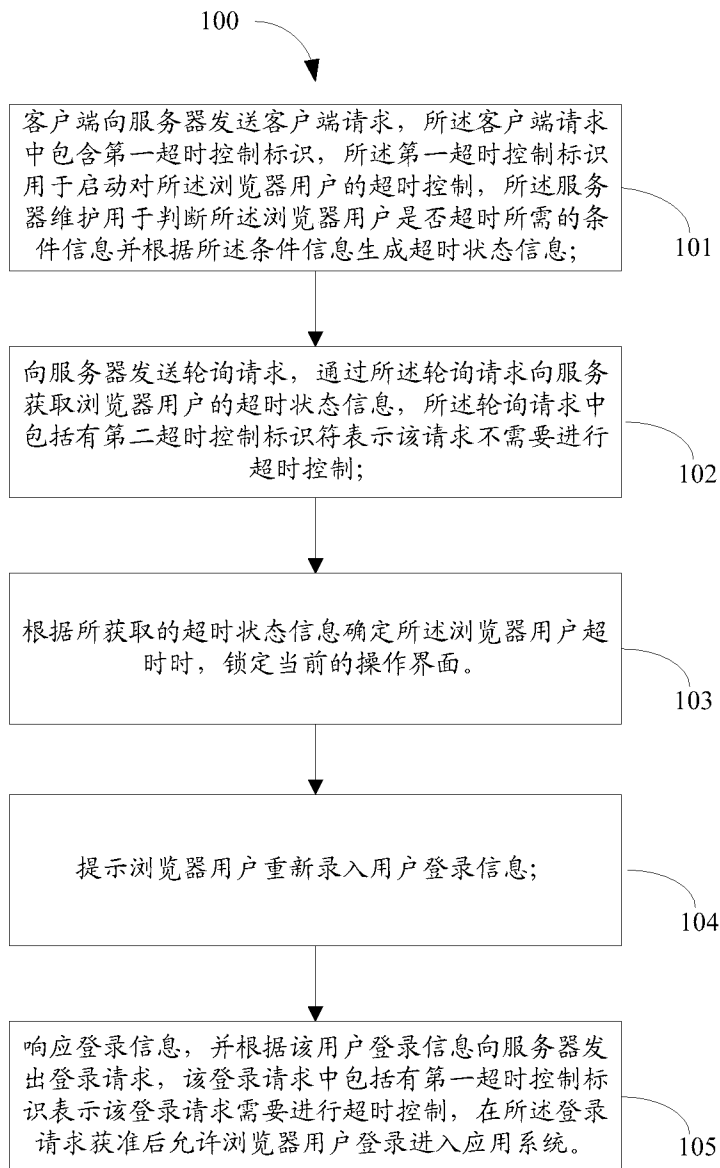 100
客户端向服务器发送客户端请求，所述客户端请求
中包含第一超时控制标识，所述第一超时控制标识
用于启动对所述浏览器用户的超时控制，所述服务
器维护用于判断所述浏览器用户是否超时所需的条
件信息并根据所述条件信息生成超时状态信息；
101
向服务器发送轮询请求，通过所述轮询请求向服务
获取浏览器用户的超时状态信息，所述轮询请求中
包括有第二超时控制标识符表示该请求不需要进行
超时控制；
102
根据所获取的超时状态信息确定所述浏览器用户超
时时，锁定当前的操作界面。
103
提示浏览器用户重新录入用户登录信息；
104
响应登录信息，并根据该用户登录信息向服务器发
出登录请求，该登录请求中包括有第一超时控制标
识表示该登录请求需要进行超时控制，在所述登录
请求获准后允许浏览器用户登录进入应用系统。
105